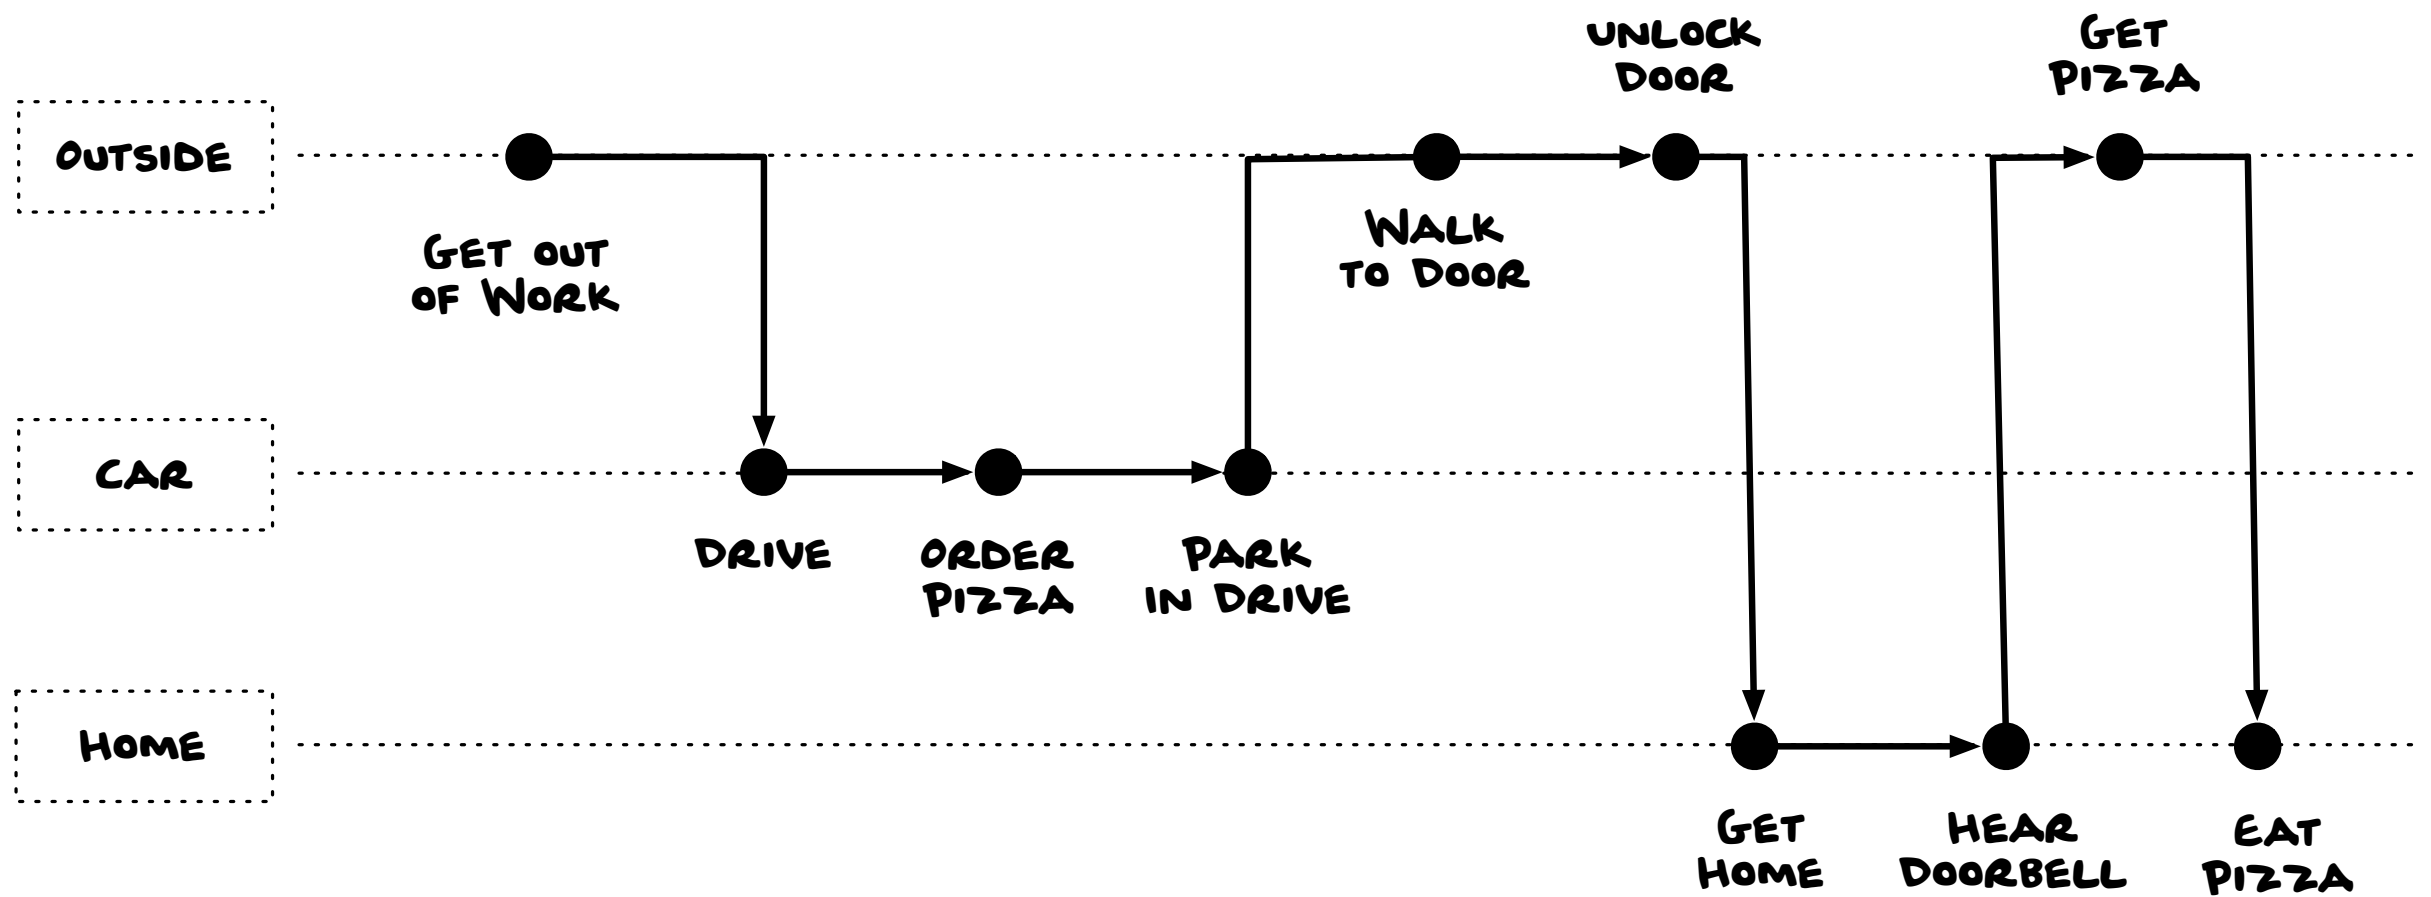 UNLOCK
DOOR
GET
PIZZA
OUTSIDE
GET OUT
OF WORK
WALK
TO DOOR
CAR
DRIVE
ORDER
PIZZA
PARK
IN DRIVE
HOME
GET
HOME
HEAR
DOORBELL
EAT
PIZZA